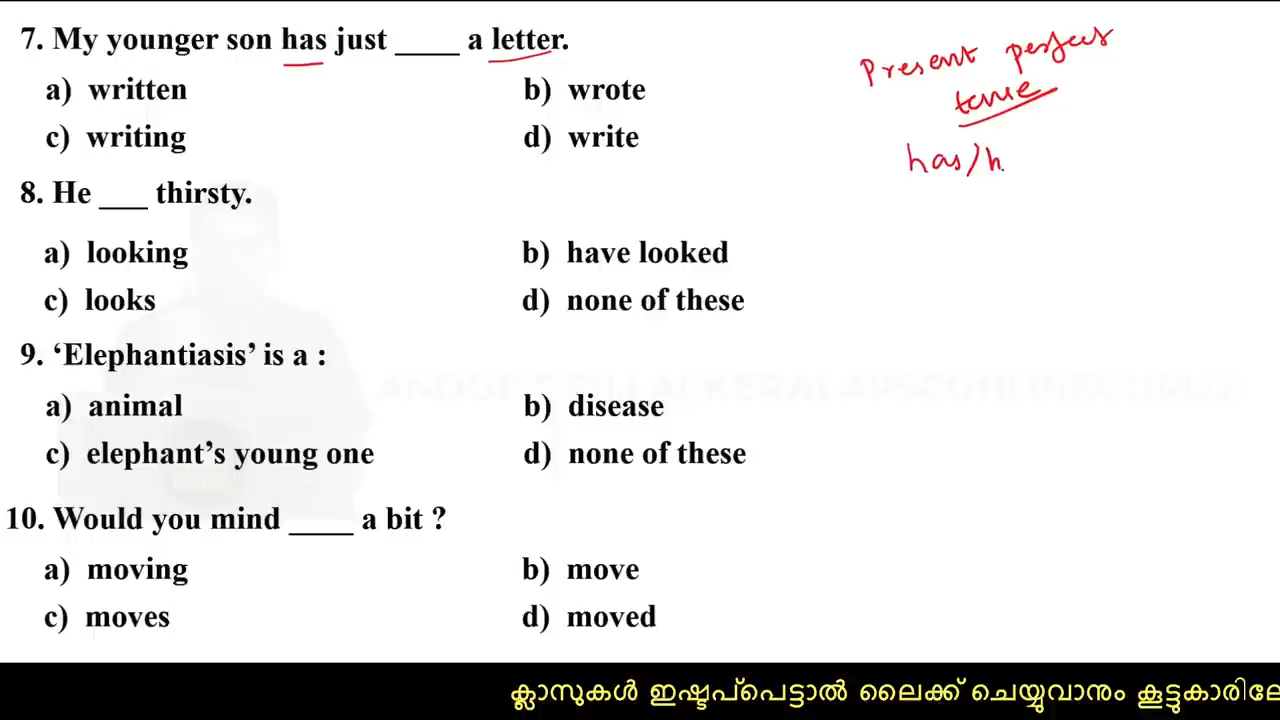 7. My younger son has just ____ a letter.
a) written b) wrote
c) writing d) write
Present perfect
tense
has/h
8. He ___ thirsty.
a) looking b) have looked
c) looks d) none of these
9. ‘Elephantiasis’ is a :
a) animal b) disease
c) elephant’s young one d) none of these
10. Would you mind ____ a bit ?
a) moving b) move
c) moves d) moved
ക്ലാസുകൾ ഇഷ്ടപ്പെട്ടാൽ ലൈക്ക് ചെയ്യുവാനും കൂട്ടുകാരിലേ